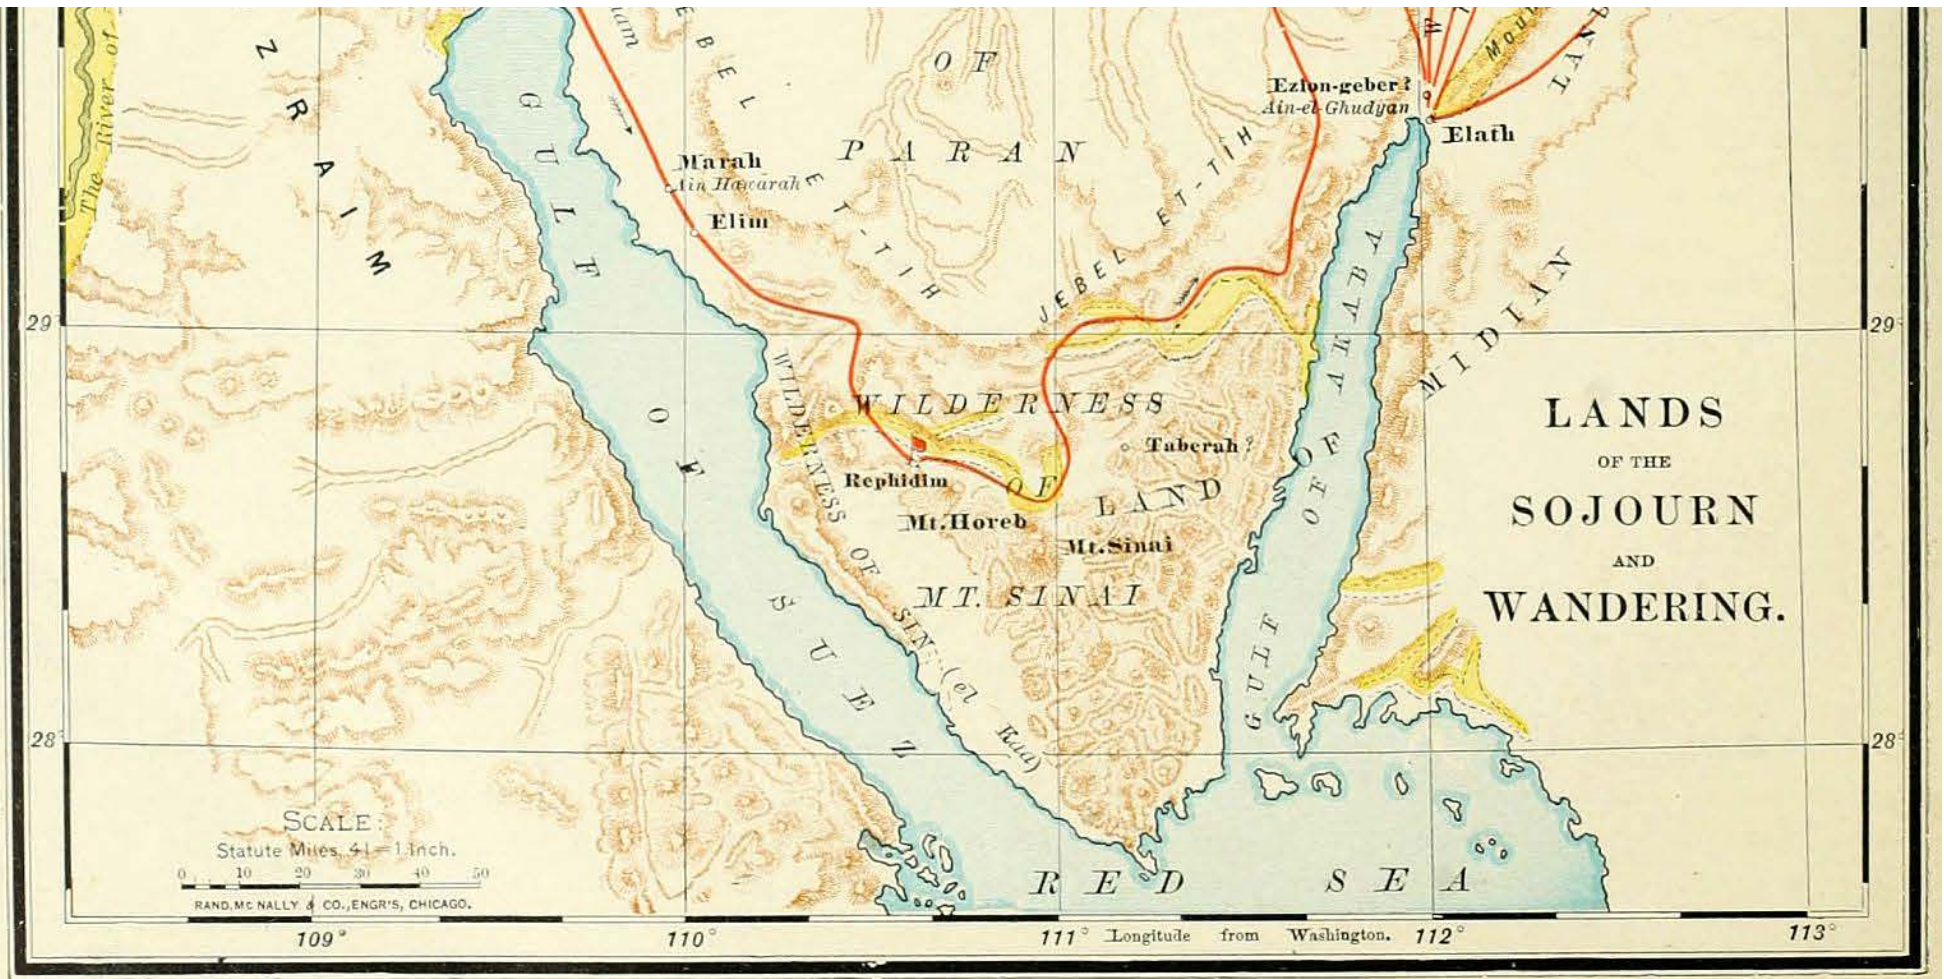 The River of
ZRAIM
GULF OF SUEZ
EBEL ET-TIH
OF
PARAN
Ezion-geber?
Ain-el-Ghudyan
Elath
LAND
OF
MIDIAN
Marah
Ain Hawarah
Elim
JEBEL ET-TIH
GULF OF AKABA
29°
29°
WILDERNESS
OF
WILDERNESS OF SIN (el Kaa)
Taberah?
Rephidim
LAND
Mt. Horeb
Mt. Sinai
MT. SINAI
LANDS
OF THE
SOJOURN
AND
WANDERING.
28°
28°
SCALE:
Statute Miles, 41 = 1 Inch.
0 10 20 30 40 50
RAND, McNALLY & CO., ENGR'S, CHICAGO.
RED SEA
109° 110° 111° Longitude from Washington. 112° 113°